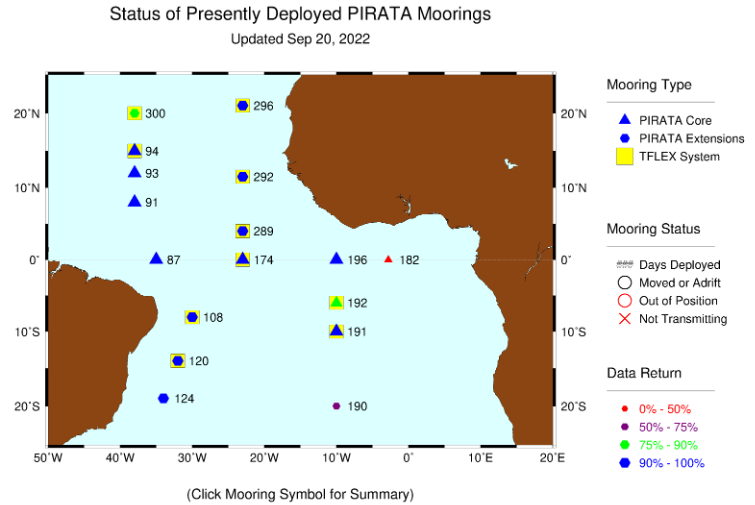 Status of Presently Deployed PIRATA Moorings
Updated Sep 20, 2022
20°N
10°N
0°
10°S
20°S
300
296
94
93
292
91
289
87
174
196
182
192
108
191
120
124
190
50°W
40°W
30°W
20°W
10°W
0°
10°E
20°E
(Click Mooring Symbol for Summary)
Mooring Type
PIRATA Core
PIRATA Extensions
TFLEX System
Mooring Status
### Days Deployed
Moved or Adrift
Out of Position
Not Transmitting
Data Return
0% - 50%
50% - 75%
75% - 90%
90% - 100%